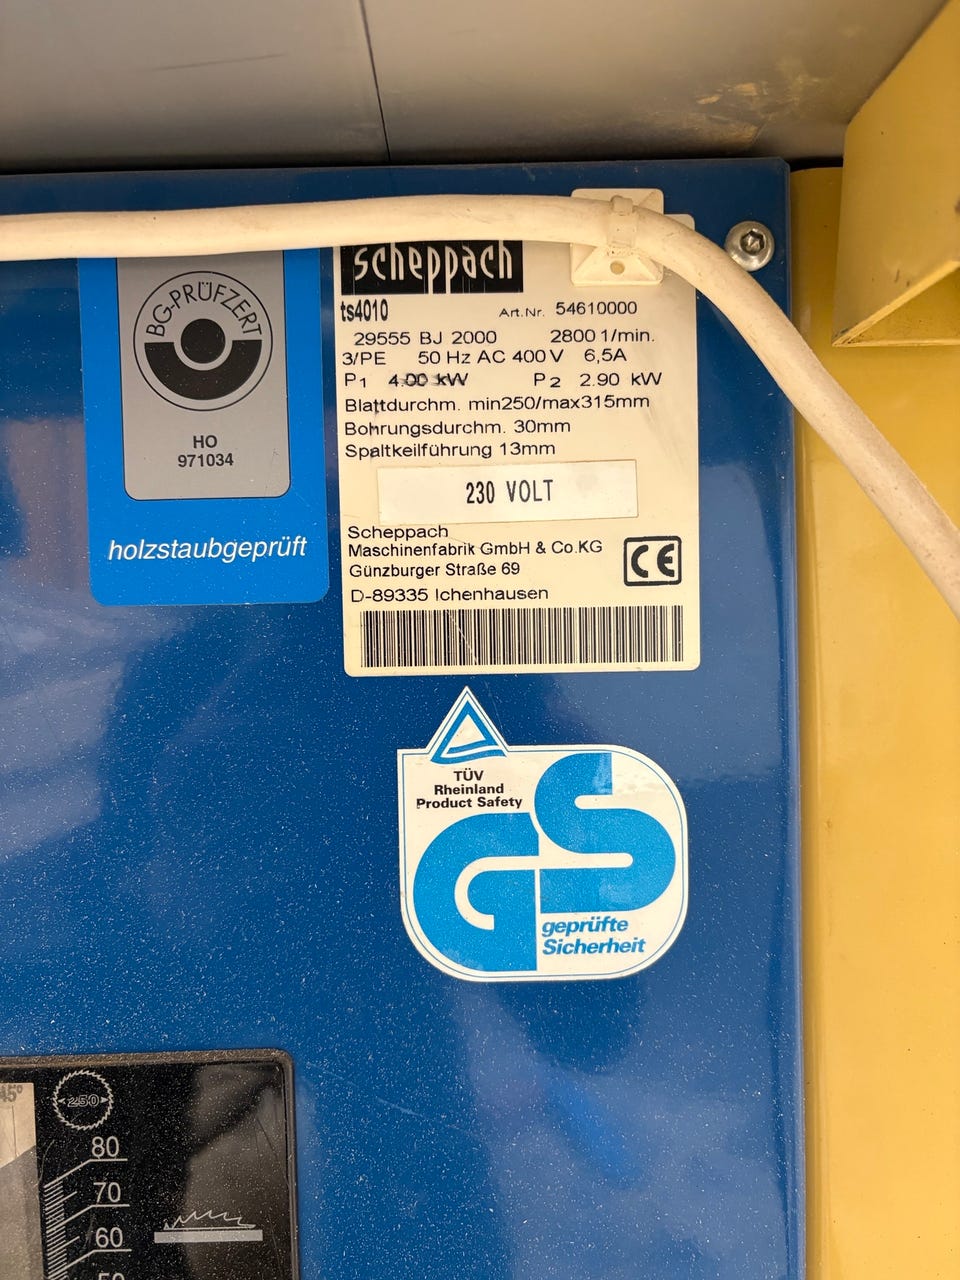 BG-PRÜFZERT
HO
971034
holzstaubgeprüft
scheppach
ts4010 Art.Nr. 54610000
29555 BJ 2000 2800 1/min.
3/PE 50 Hz AC 400 V 6,5A
P1 4.00 kW P2 2.90 kW
Blattdurchm. min250/max315mm
Bohrungsdurchm. 30mm
Spaltkeilführung 13mm
230 VOLT
Scheppach
Maschinenfabrik GmbH & Co.KG
Günzburger Straße 69
D-89335 Ichenhausen
CE
TÜV
Rheinland
Product Safety
GS
geprüfte
Sicherheit
45°
250
80
70
60
50